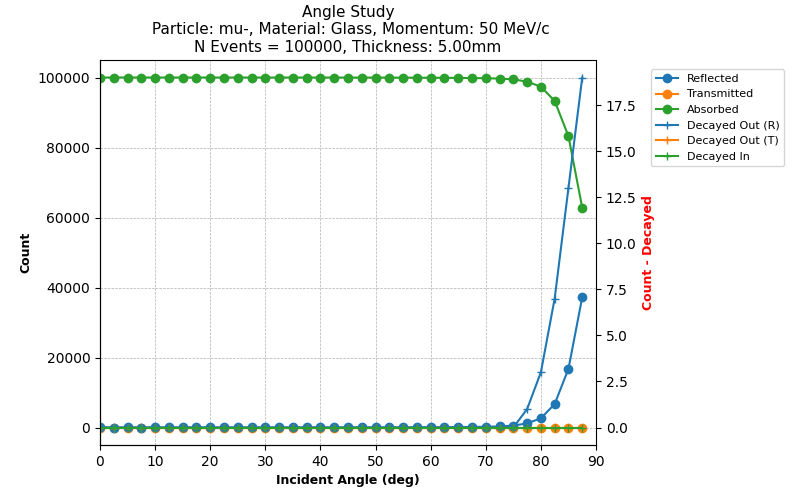 Angle Study
Particle: mu-, Material: Glass, Momentum: 50 MeV/c
N Events = 100000, Thickness: 5.00mm
100000
80000
60000
40000
20000
0
Count
0 10 20 30 40 50 60 70 80 90
Incident Angle (deg)
17.5
15.0
12.5
10.0
7.5
5.0
2.5
0.0
Count - Decayed
Reflected
Transmitted
Absorbed
Decayed Out (R)
Decayed Out (T)
Decayed In